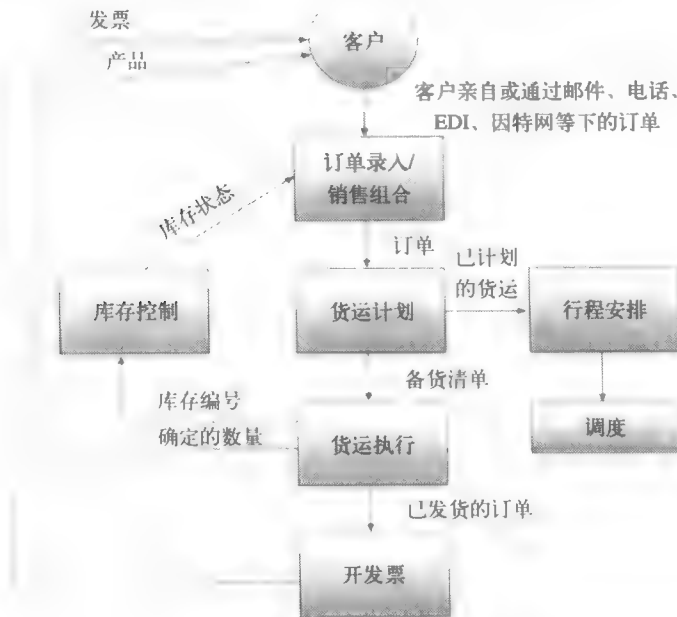 发票
产品
客户
客户亲自或通过邮件、电话、
EDI、因特网等下的订单
订单录入/
销售组合
库存状态
订单
已计划
的货运
库存控制
货运计划
行程安排
备货清单
库存编号
确定的数量
货运执行
调度
已发货的订单
开发票